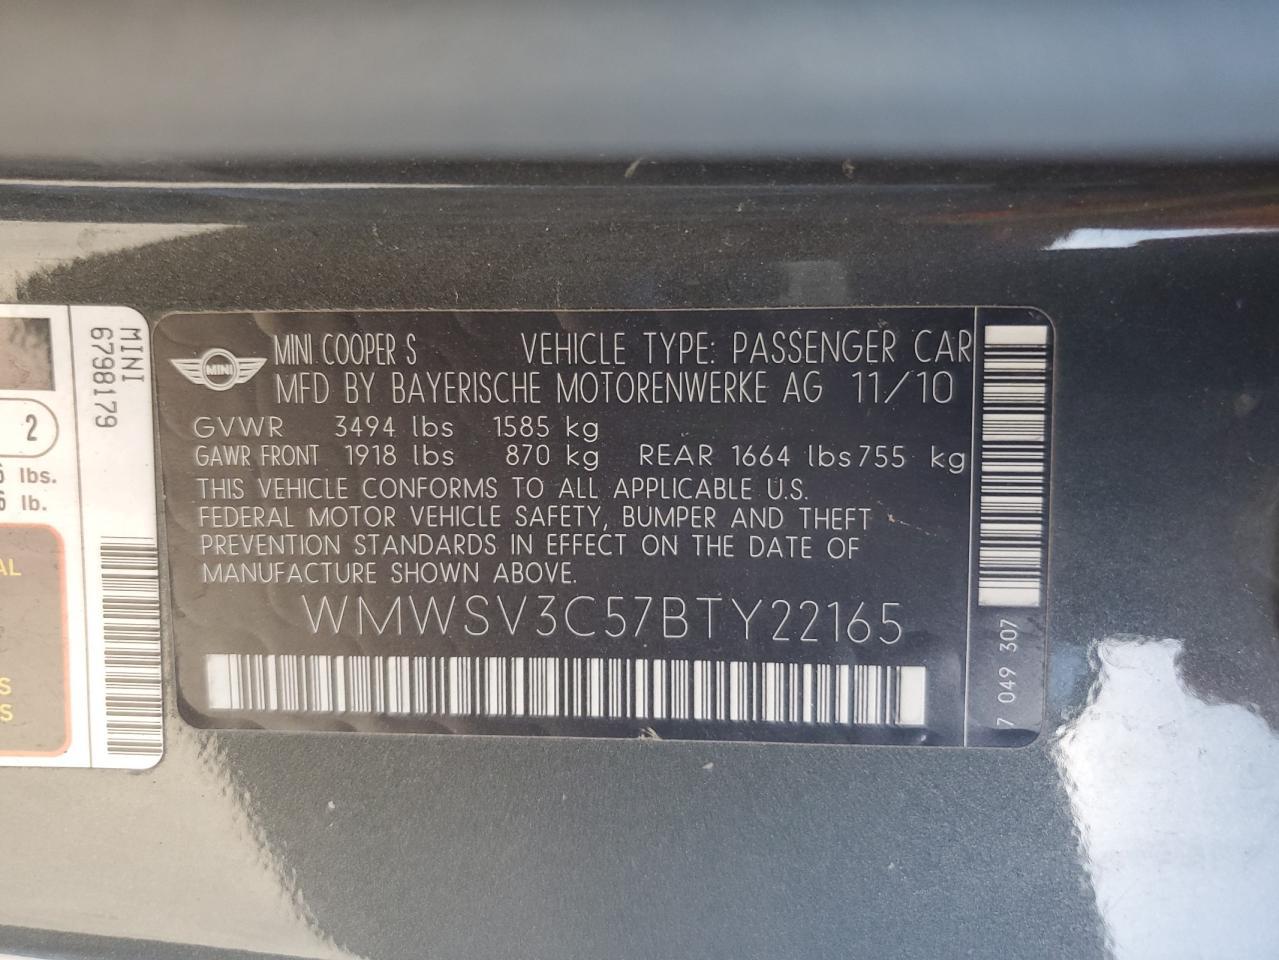 MINI
6798179
2
lbs.
lb.
AL
S
S
MINI
MINI COOPER S VEHICLE TYPE: PASSENGER CAR
MFD BY BAYERISCHE MOTORENWERKE AG 11/10
GVWR 3494 lbs 1585 kg
GAWR FRONT 1918 lbs 870 kg REAR 1664 lbs 755 kg
THIS VEHICLE CONFORMS TO ALL APPLICABLE U.S.
FEDERAL MOTOR VEHICLE SAFETY, BUMPER AND THEFT
PREVENTION STANDARDS IN EFFECT ON THE DATE OF
MANUFACTURE SHOWN ABOVE.
WMWSV3C57BTY22165
7 049 307